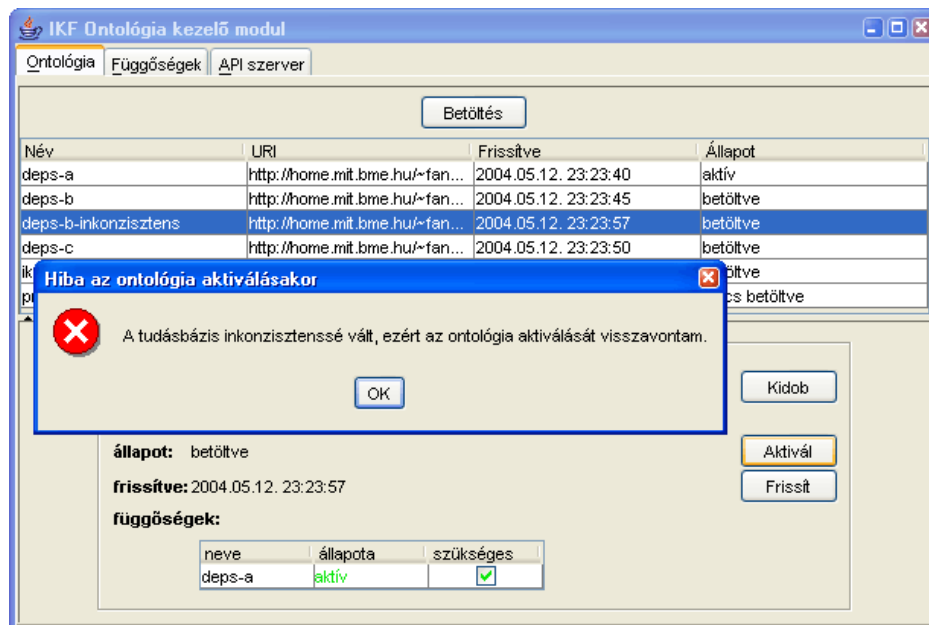 IKF Ontológia kezelő modul
Ontológia Függőségek API szerver
Betöltés
Név URI Frissítve Állapot
deps-a http://home.mit.bme.hu/~fan... 2004.05.12. 23:23:40 aktív
deps-b http://home.mit.bme.hu/~fan... 2004.05.12. 23:23:45 betöltve
deps-b-inkonzisztens http://home.mit.bme.hu/~fan... 2004.05.12. 23:23:57 betöltve
deps-c http://home.mit.bme.hu/~fan... 2004.05.12. 23:23:50 betöltve
Hiba az ontológia aktiválásakor
betöltve
A tudásbázis inkonzisztenssé vált, ezért az ontológia aktiválását visszavontam.
OK
Kidob
állapot: betöltve
Aktivál
frissítve: 2004.05.12. 23:23:57
Frissít
függőségek:
neve állapota szükséges
deps-a aktív